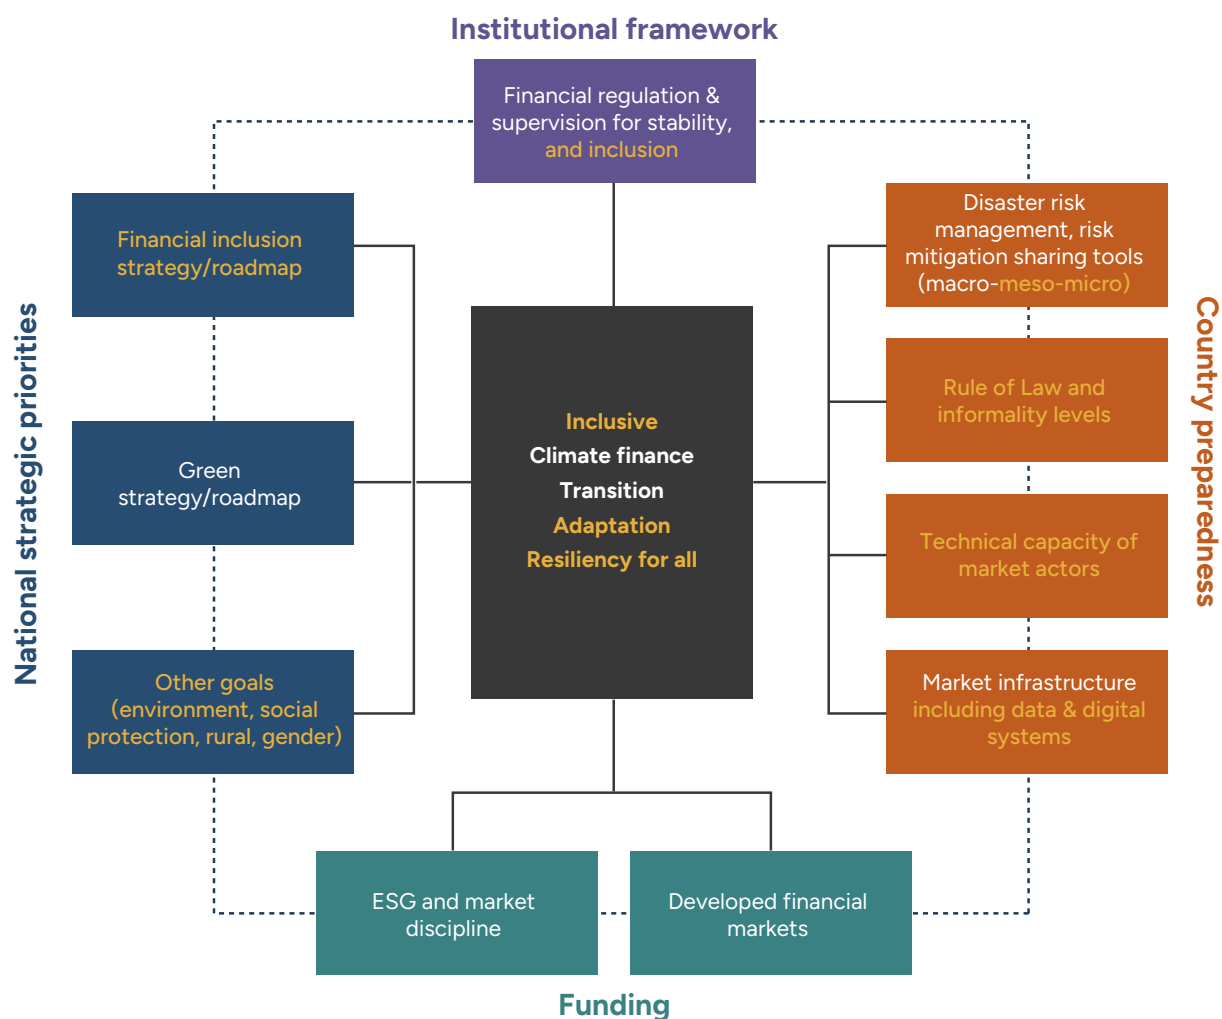 Institutional framework
Financial regulation &
supervision for stability,
and inclusion
National strategic priorities
Financial inclusion
strategy/roadmap
Green
strategy/roadmap
Other goals
(environment, social
protection, rural, gender)
Inclusive
Climate finance
Transition
Adaptation
Resiliency for all
Disaster risk
management, risk
mitigation sharing tools
(macro-meso-micro)
Rule of Law and
informality levels
Technical capacity of
market actors
Market infrastructure
including data & digital
systems
Country preparedness
ESG and market
discipline
Developed financial
markets
Funding